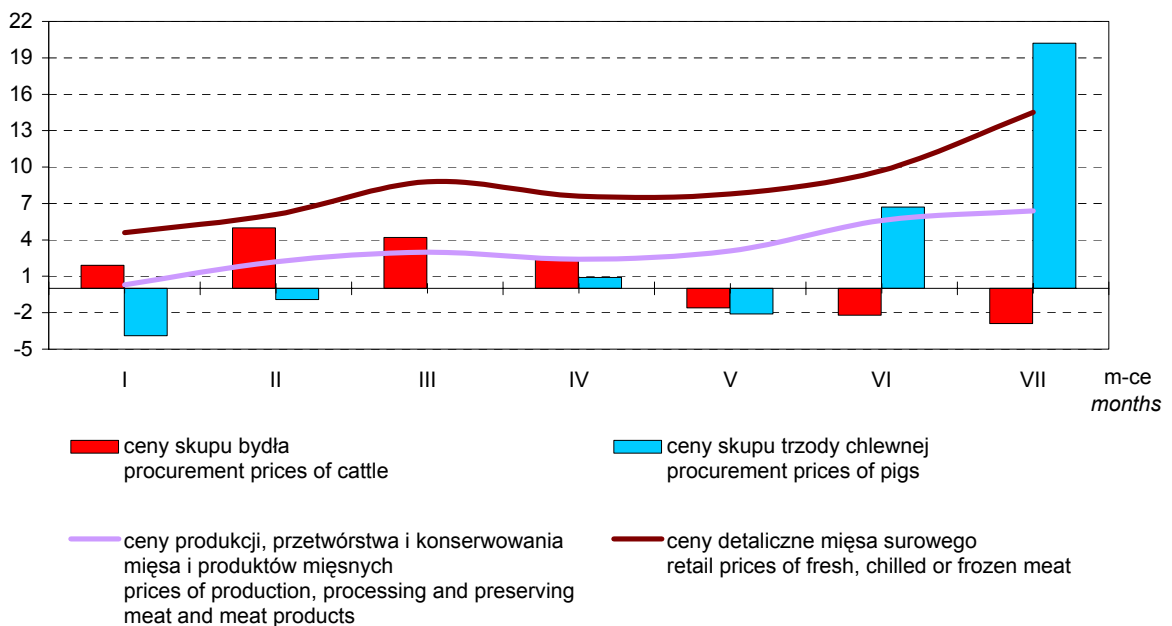 22
19
16
13
10
7
4
1
-2
-5
I II III IV V VI VII m-ce
months
ceny skupu bydła
procurement prices of cattle
ceny skupu trzody chlewnej
procurement prices of pigs
ceny produkcji, przetwórstwa i konserwowania
mięsa i produktów mięsnych
prices of production, processing and preserving
meat and meat products
ceny detaliczne mięsa surowego
retail prices of fresh, chilled or frozen meat